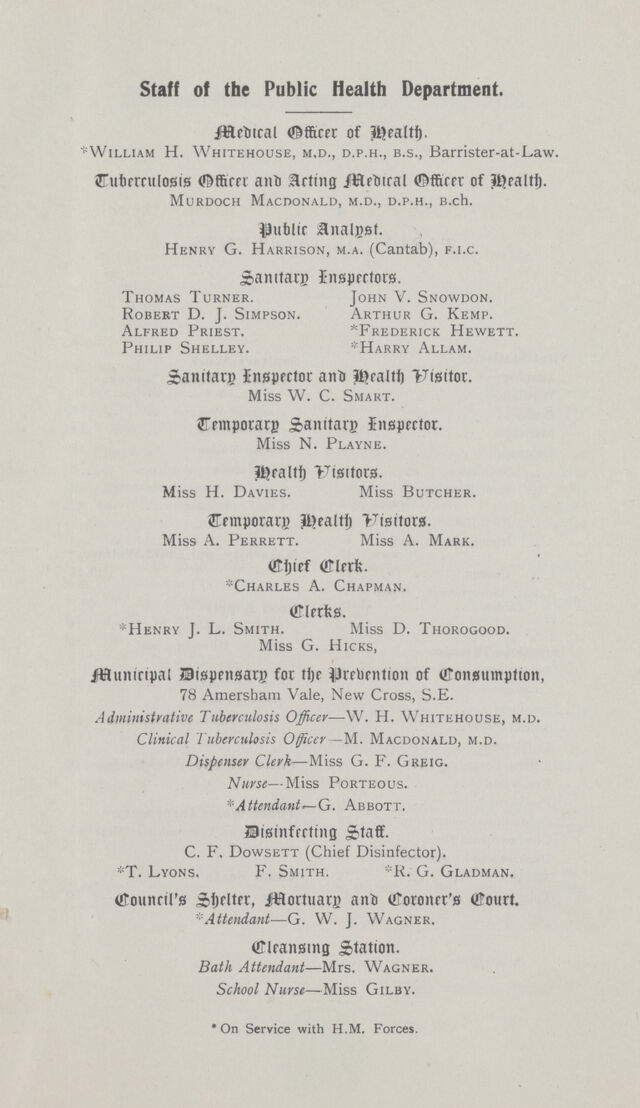 Staff of the Public Health Department.
Medical Officer of Health.
*WILLIAM H. WHITEHOUSE, M.D., D.P.H., B.S., Barrister-at-Law.
Tuberculosis Officer and Acting Medical Officer of Health.
MURDOCH MACDONALD, M.D., D.P.H., B.ch.
Public Analyst.
HENRY G. HARRISON, M.A. (Cantab), F.I.C.
Sanitary Inspectors.
THOMAS TURNER. JOHN V. SNOWDON.
ROBERT D. J. SIMPSON. ARTHUR G. KEMP.
ALFRED PRIEST. *FREDERICK HEWETT.
PHILIP SHELLEY. *HARRY ALLAM.
Sanitary Inspector and Health Visitor.
Miss W. C. SMART.
Temporary Sanitary Inspector.
Miss N. PLAYNE.
Health Visitors.
Miss H. DAVIES. Miss BUTCHER.
Temporary Health Visitors.
Miss A. PERRETT. Miss A. MARK.
Chief Clerk.
*CHARLES A. CHAPMAN.
Clerks.
*HENRY J. L. SMITH. Miss D. THOROGOOD.
Miss G. HICKS,
Municipal Dispensary for the Prevention of Consumption,
78 Amersham Vale, New Cross, S.E.
Administrative Tuberculosis Officer—W. H. WHITEHOUSE, M.D.
Clinical Tuberculosis Officer—M. MACDONALD, M.D.
Dispenser Clerk—Miss G. F. GREIG.
Nurse—Miss PORTEOUS.
*Attendant—G. ABBOTT.
Disinfecting Staff.
C. F. DOWSETT (Chief Disinfector).
*T. LYONS. F. SMITH. *R. G. GLADMAN.
Council's Shelter, Mortuary and Coroner's Court.
*Attendant—G. W. J. WAGNER.
Cleansing Station.
Bath Attendant—Mrs. WAGNER.
School Nurse—Miss GILBY.
* On Service with H.M. Forces.